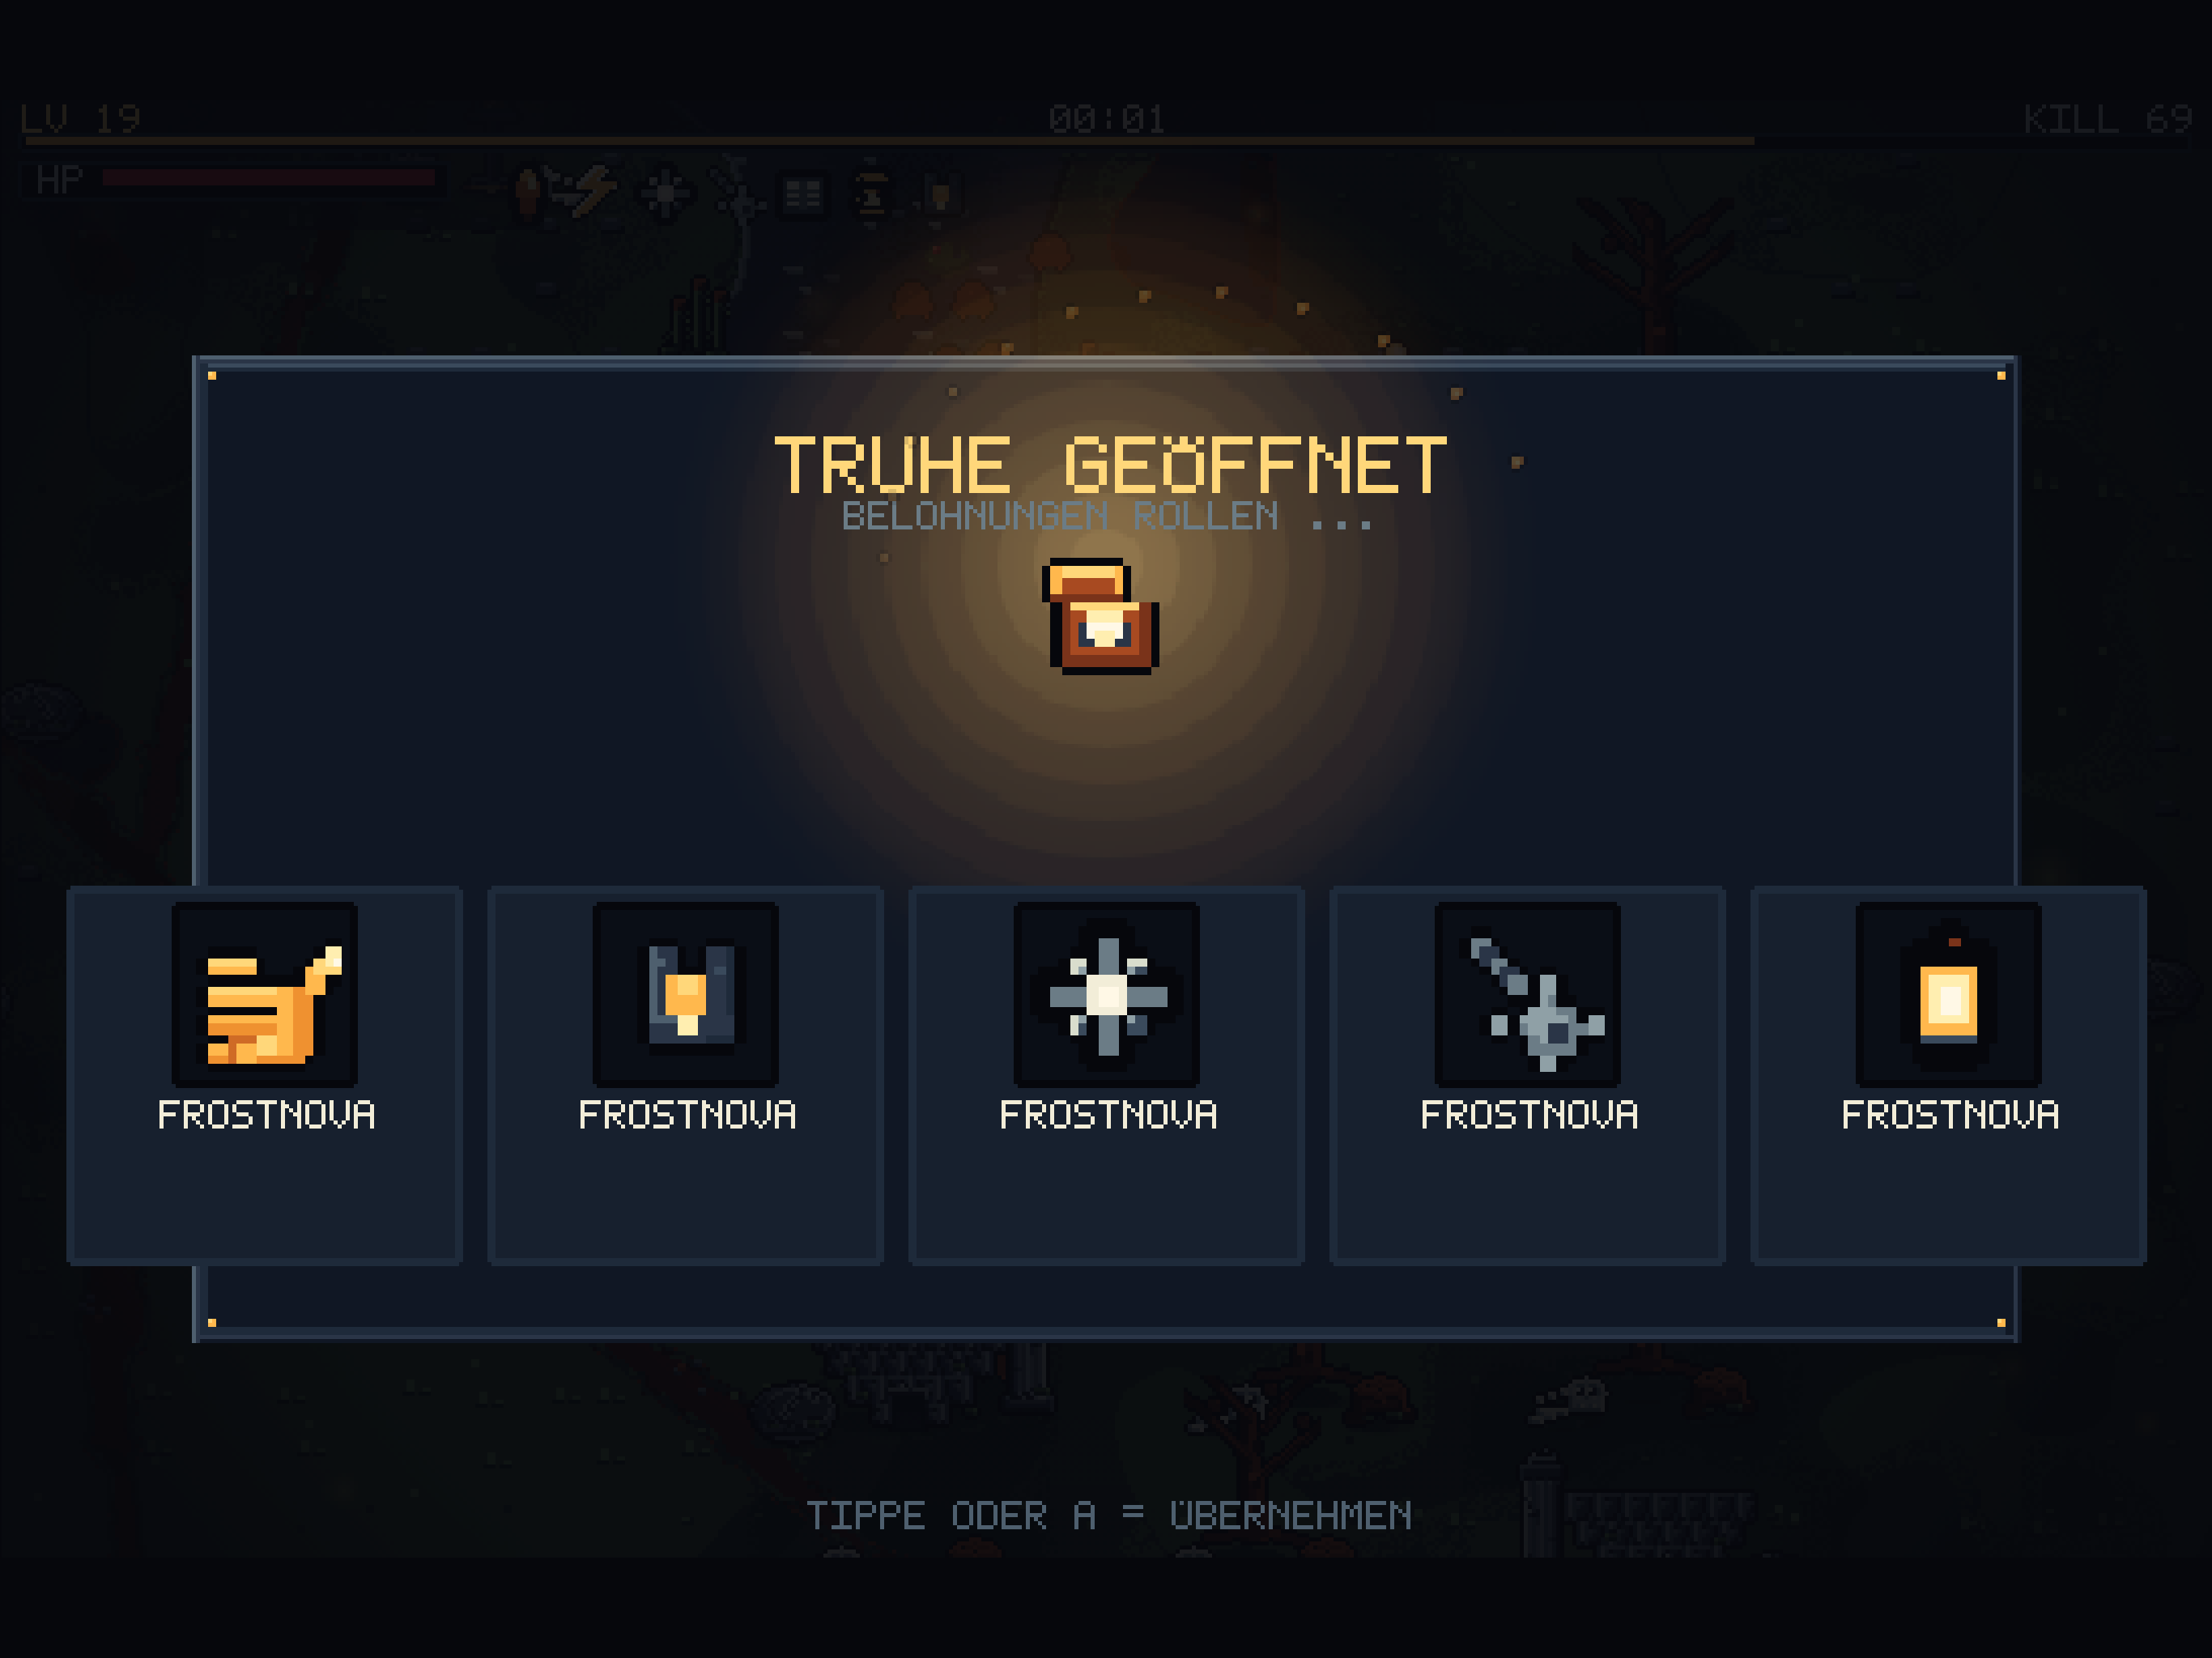 LV 19
00:01
KILL 69
HP
TRUHE GEÖFFNET
BELOHNUNGEN ROLLEN ...
FROSTNOVA
FROSTNOVA
FROSTNOVA
FROSTNOVA
FROSTNOVA
TIPPE ODER A = ÜBERNEHMEN